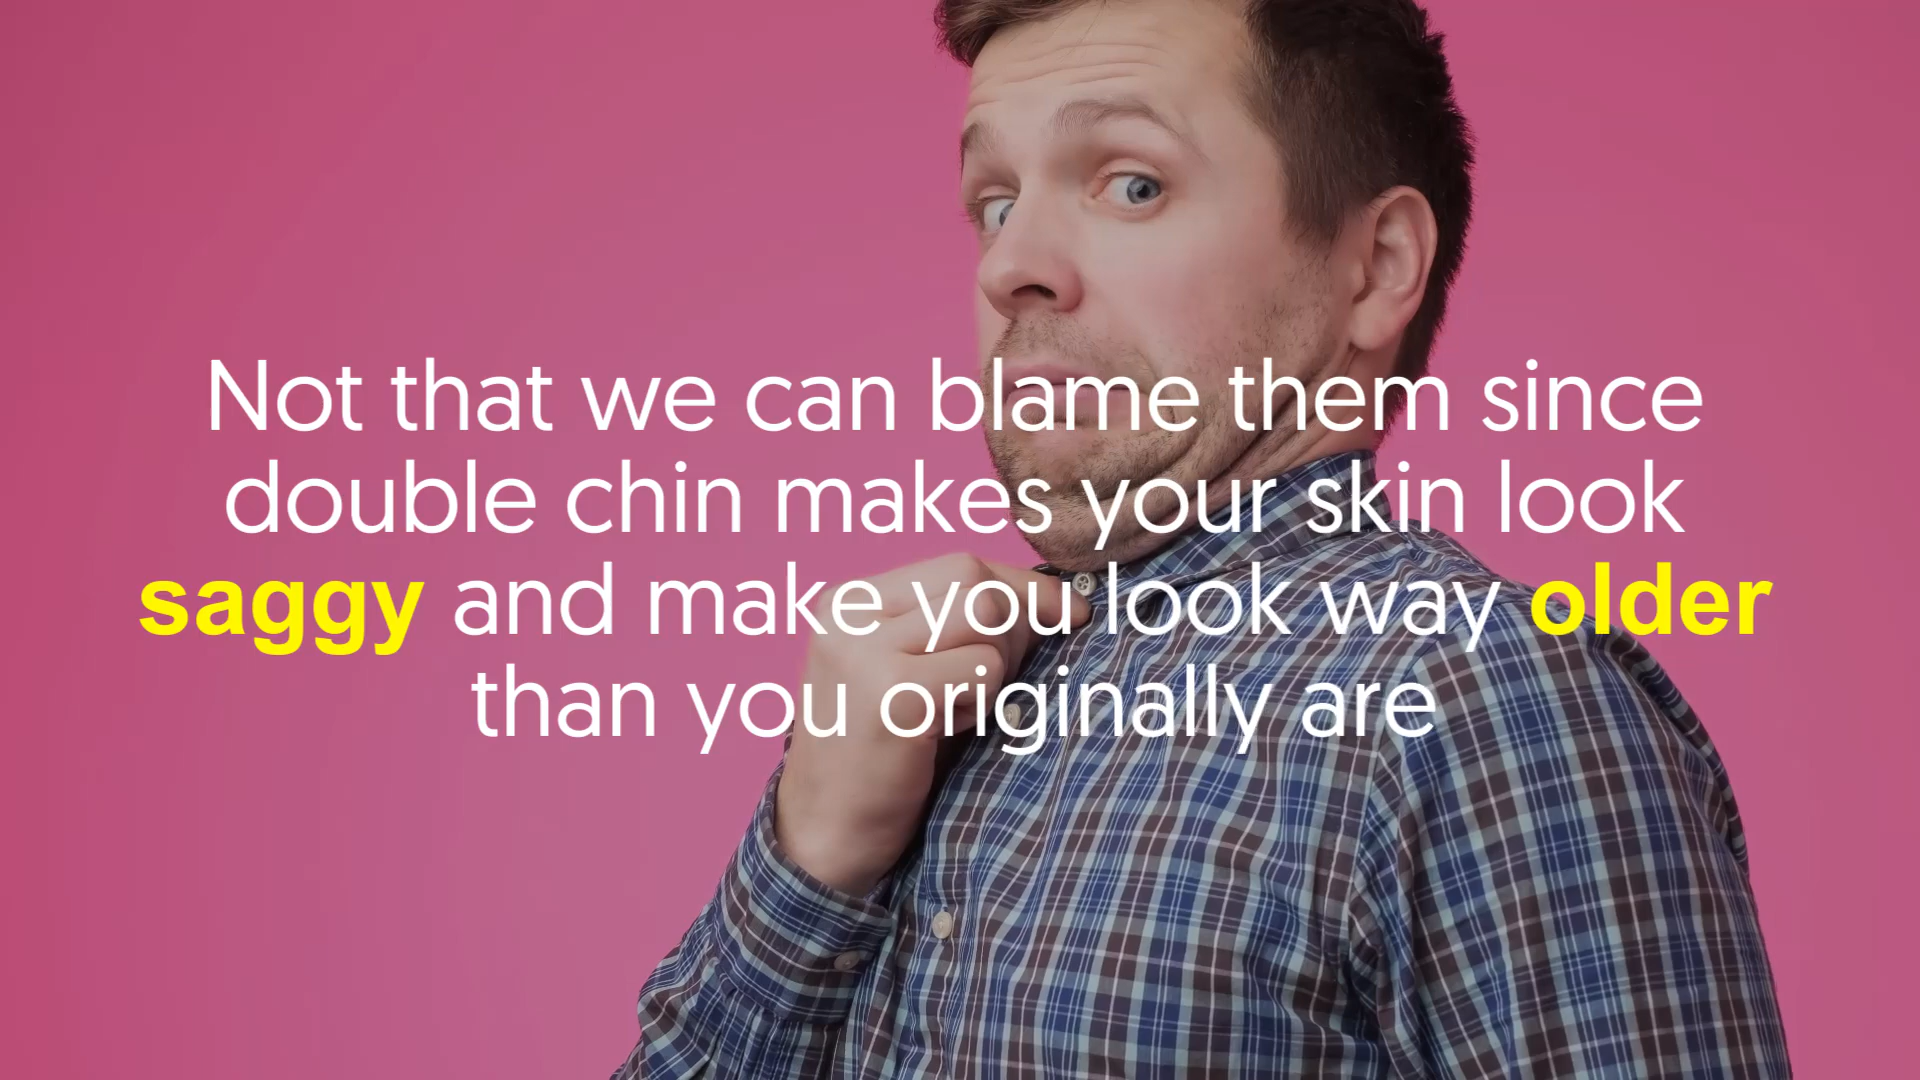 Not that we can blame them since
double chin makes your skin look
saggy and make you look way older
than you originally are